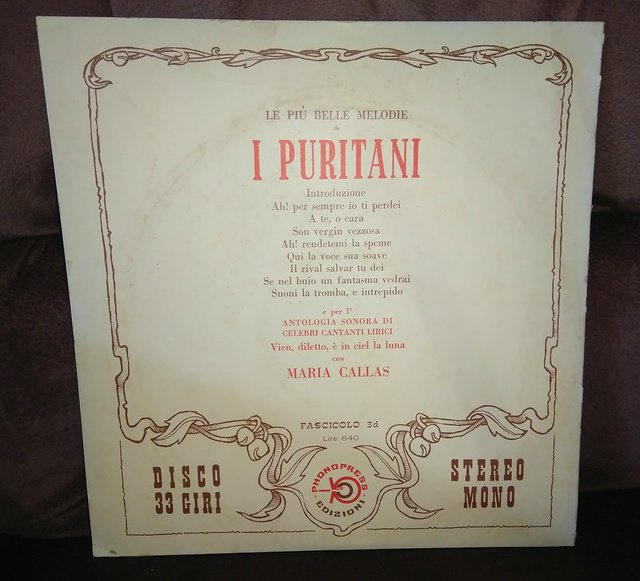 LE PIÚ BELLE MELODIE
de
I PURITANI
Introduzione
Ah! per sempre io ti perdei
A te, o cara
Son vergin vezzosa
Ah! rendetemi la speme
Qui la voce sua soave
Il rival salvar tu dei
Se nel buio un fantasma vedrai
Suoni la tromba, e intrepido
e per l'
ANTOLOGIA SONORA DI
CELEBRI CANTANTI LIRICI
Vien, diletto, è in ciel la luna
CON
MARIA CALLAS
FASCICOLO 3d
Lire 840
DISCO
33 GIRI
PHONOPRESS
EDIZIONI
STEREO
MONO